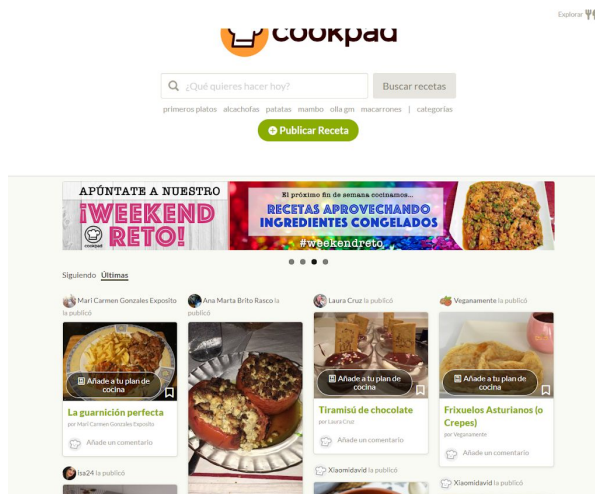 Explorar
cookpad
¿Qué quieres hacer hoy?
Buscar recetas
primeros platos alcachofas patatas mambo olla gm macarrones | categorías
Publicar Receta
APÚNTATE A NUESTRO
¡WEEKEND
RETO!
cookpad
El próximo fin de semana cocinamos...
RECETAS APROVECHANDO
INGREDIENTES CONGELADOS
#weekendreto
Siguiendo Últimas
Mari Carmen Gonzales Exposito
la publicó
Añade a tu plan de
cocina
La guarnición perfecta
por Mari Carmen Gonzales Exposito
Añade un comentario
Isa24 la publicó
Ana Marta Brito Rasco la
publicó
Laura Cruz la publicó
Añade a tu plan de
cocina
Tiramisú de chocolate
por Laura Cruz
Añade un comentario
Xiaomidavid la publicó
Veganamente la publicó
Añade a tu plan de
cocina
Frixuelos Asturianos (o
Crepes)
por Veganamente
Añade un comentario
Xiaomidavid la publicó